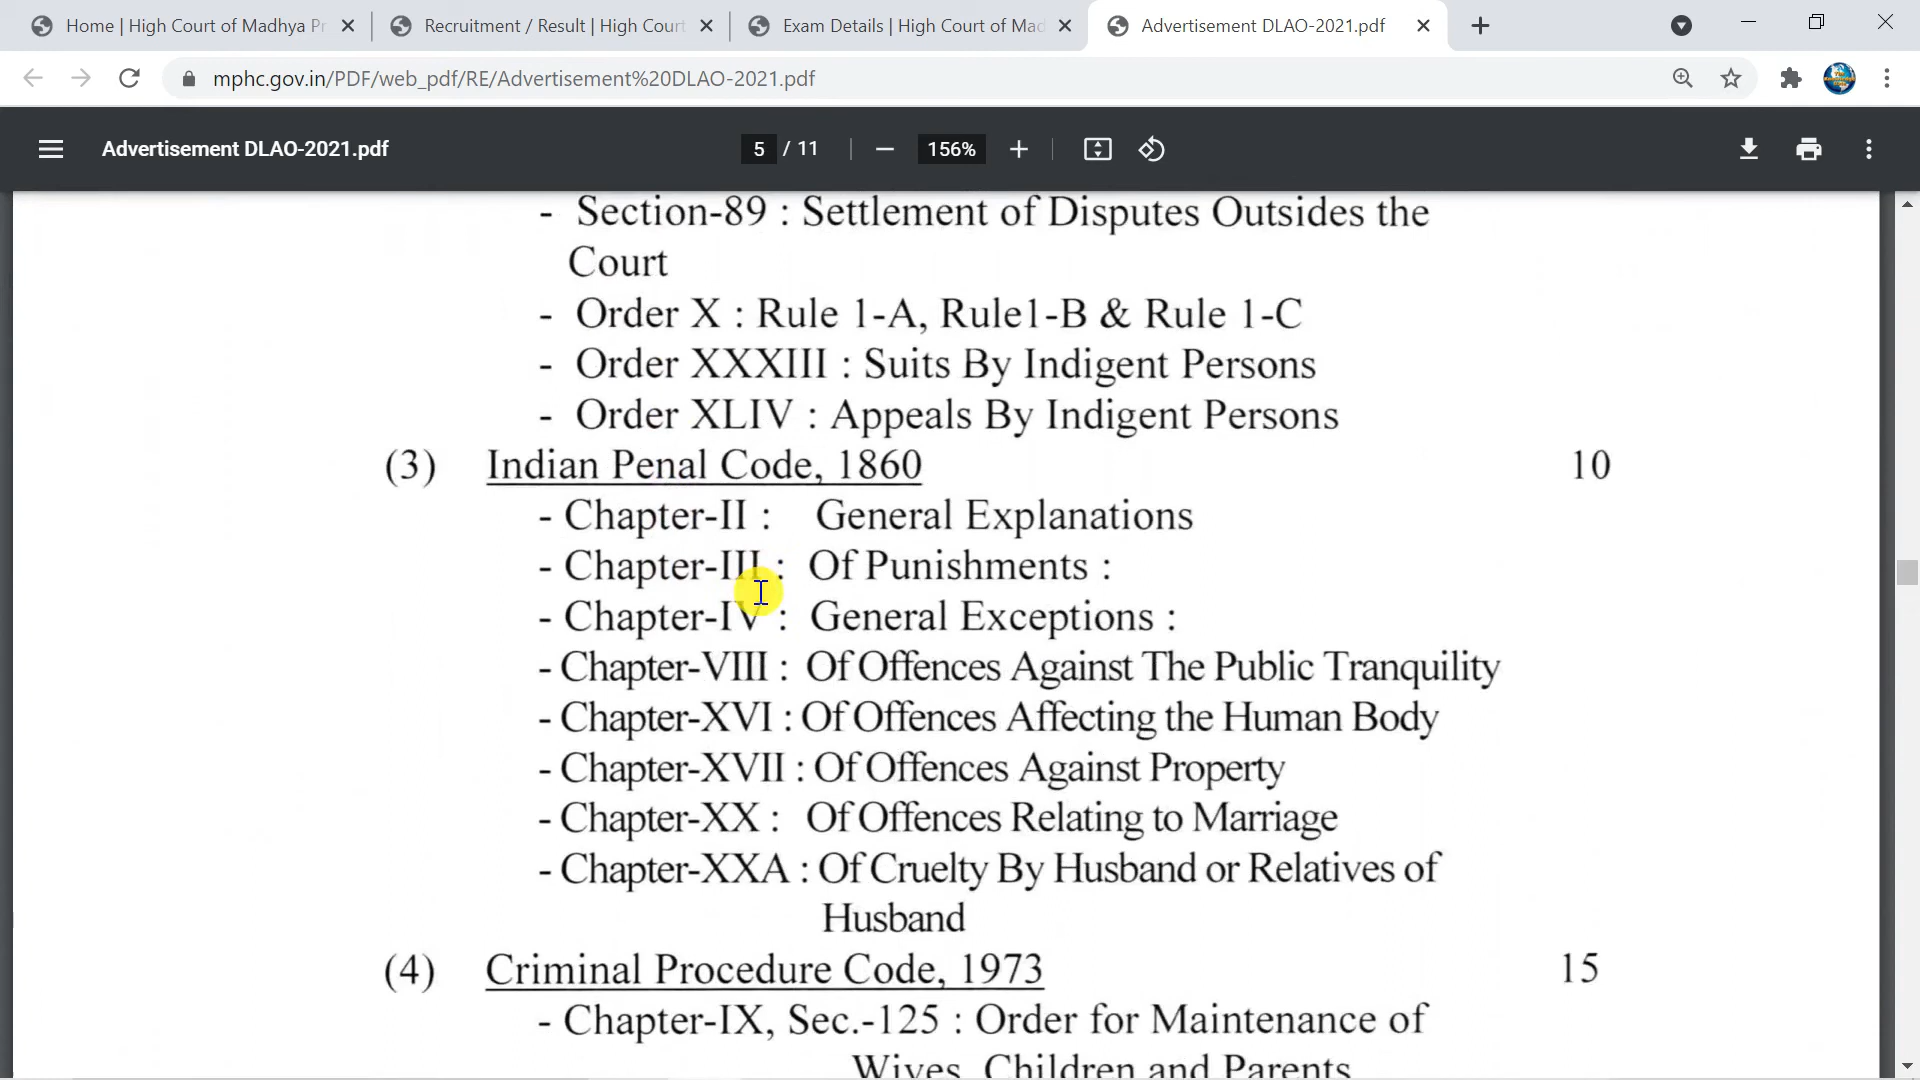 Home | High Court of Madhya Pr
Recruitment / Result | High Court
Exam Details | High Court of Mad
Advertisement DLAO-2021.pdf
mphc.gov.in/PDF/web_pdf/RE/Advertisement%20DLAO-2021.pdf
Advertisement DLAO-2021.pdf
5 / 11
156%
- Section-89 : Settlement of Disputes Outsides the
Court
- Order X : Rule 1-A, Rule1-B & Rule 1-C
- Order XXXIII : Suits By Indigent Persons
- Order XLIV : Appeals By Indigent Persons
(3) Indian Penal Code, 1860 10
- Chapter-II : General Explanations
- Chapter-III : Of Punishments :
- Chapter-IV : General Exceptions :
- Chapter-VIII : Of Offences Against The Public Tranquility
- Chapter-XVI : Of Offences Affecting the Human Body
- Chapter-XVII : Of Offences Against Property
- Chapter-XX : Of Offences Relating to Marriage
- Chapter-XXA : Of Cruelty By Husband or Relatives of
Husband
(4) Criminal Procedure Code, 1973 15
- Chapter-IX, Sec.-125 : Order for Maintenance of
Wives, Children and Parents